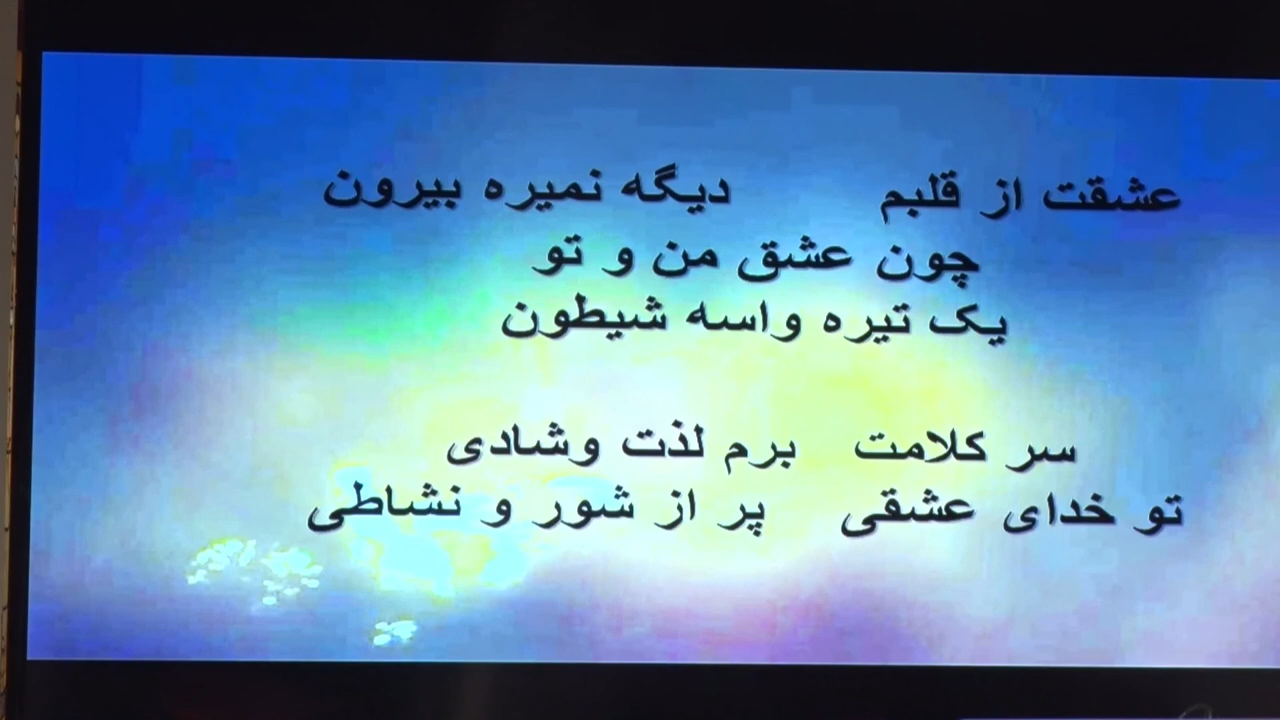 عشقت از قلبم دیگه نمیره بیرون
چون عشق من و تو
یک تیره واسه شیطون
سر کلامت برم لذت وشادی
تو خدای عشقی پر از شور و نشاطی